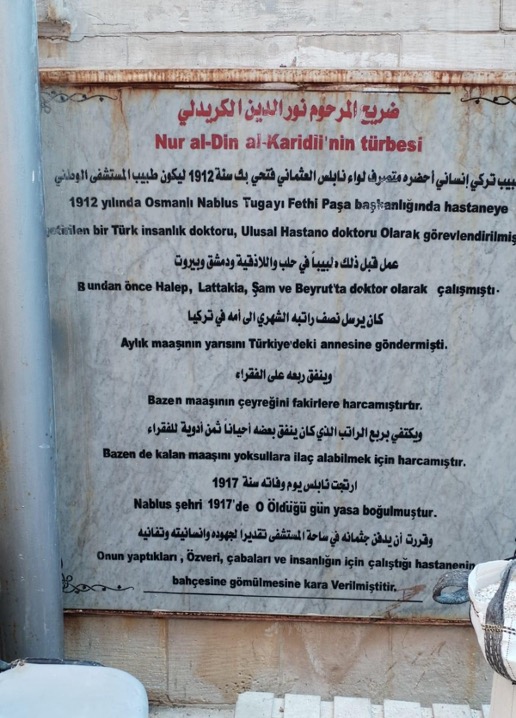 ضريح المرحوم نور الدين الكريدلي
Nur al-Din al-Karidli'nin türbesi
طبيب تركي إنساني أحضره متصرف لواء نابلس العثماني فتحي بك سنة 1912 ليكون طبيب المستشفى الوطني
1912 yılında Osmanlı Nablus Tugayı Fethi Paşa başkanlığında hastaneye
getirilen bir Türk insanlık doktoru, Ulusal Hastano doktoru Olarak görevlendirilmiş
عمل قبل ذلك طبيباً في حلب واللاذقية ودمشق وبيروت
Bundan önce Halep, Lattakia, Şam ve Beyrut'ta doktor olarak çalışmıştı.
كان يرسل نصف راتبه الشهري الى أمه في تركيا
Aylık maaşının yarısını Türkiye'deki annesine göndermişti.
وينفق ربعه على الفقراء
Bazen maaşının çeyreğini fakirlere harcamıştırtır.
ويكتفي بربع الراتب الذي كان ينفق بعضه أحياناً ثمن أدوية للفقراء
Bazen de kalan maaşını yoksullara ilaç alabilmek için harcamıştır.
ارتجت نابلس يوم وفاته سنة 1917
Nablus şehri 1917'de O Öldüğü gün yasa boğulmuştur.
وقررت أن يدفن جثمانه في ساحة المستشفى تقديرا لجهوده وانسانيته وتفانيه
Onun yaptıkları , Özveri, çabaları ve insanlığın için çalıştığı hastanenin
bahçesine gömülmesine kara Verilmiştitir.